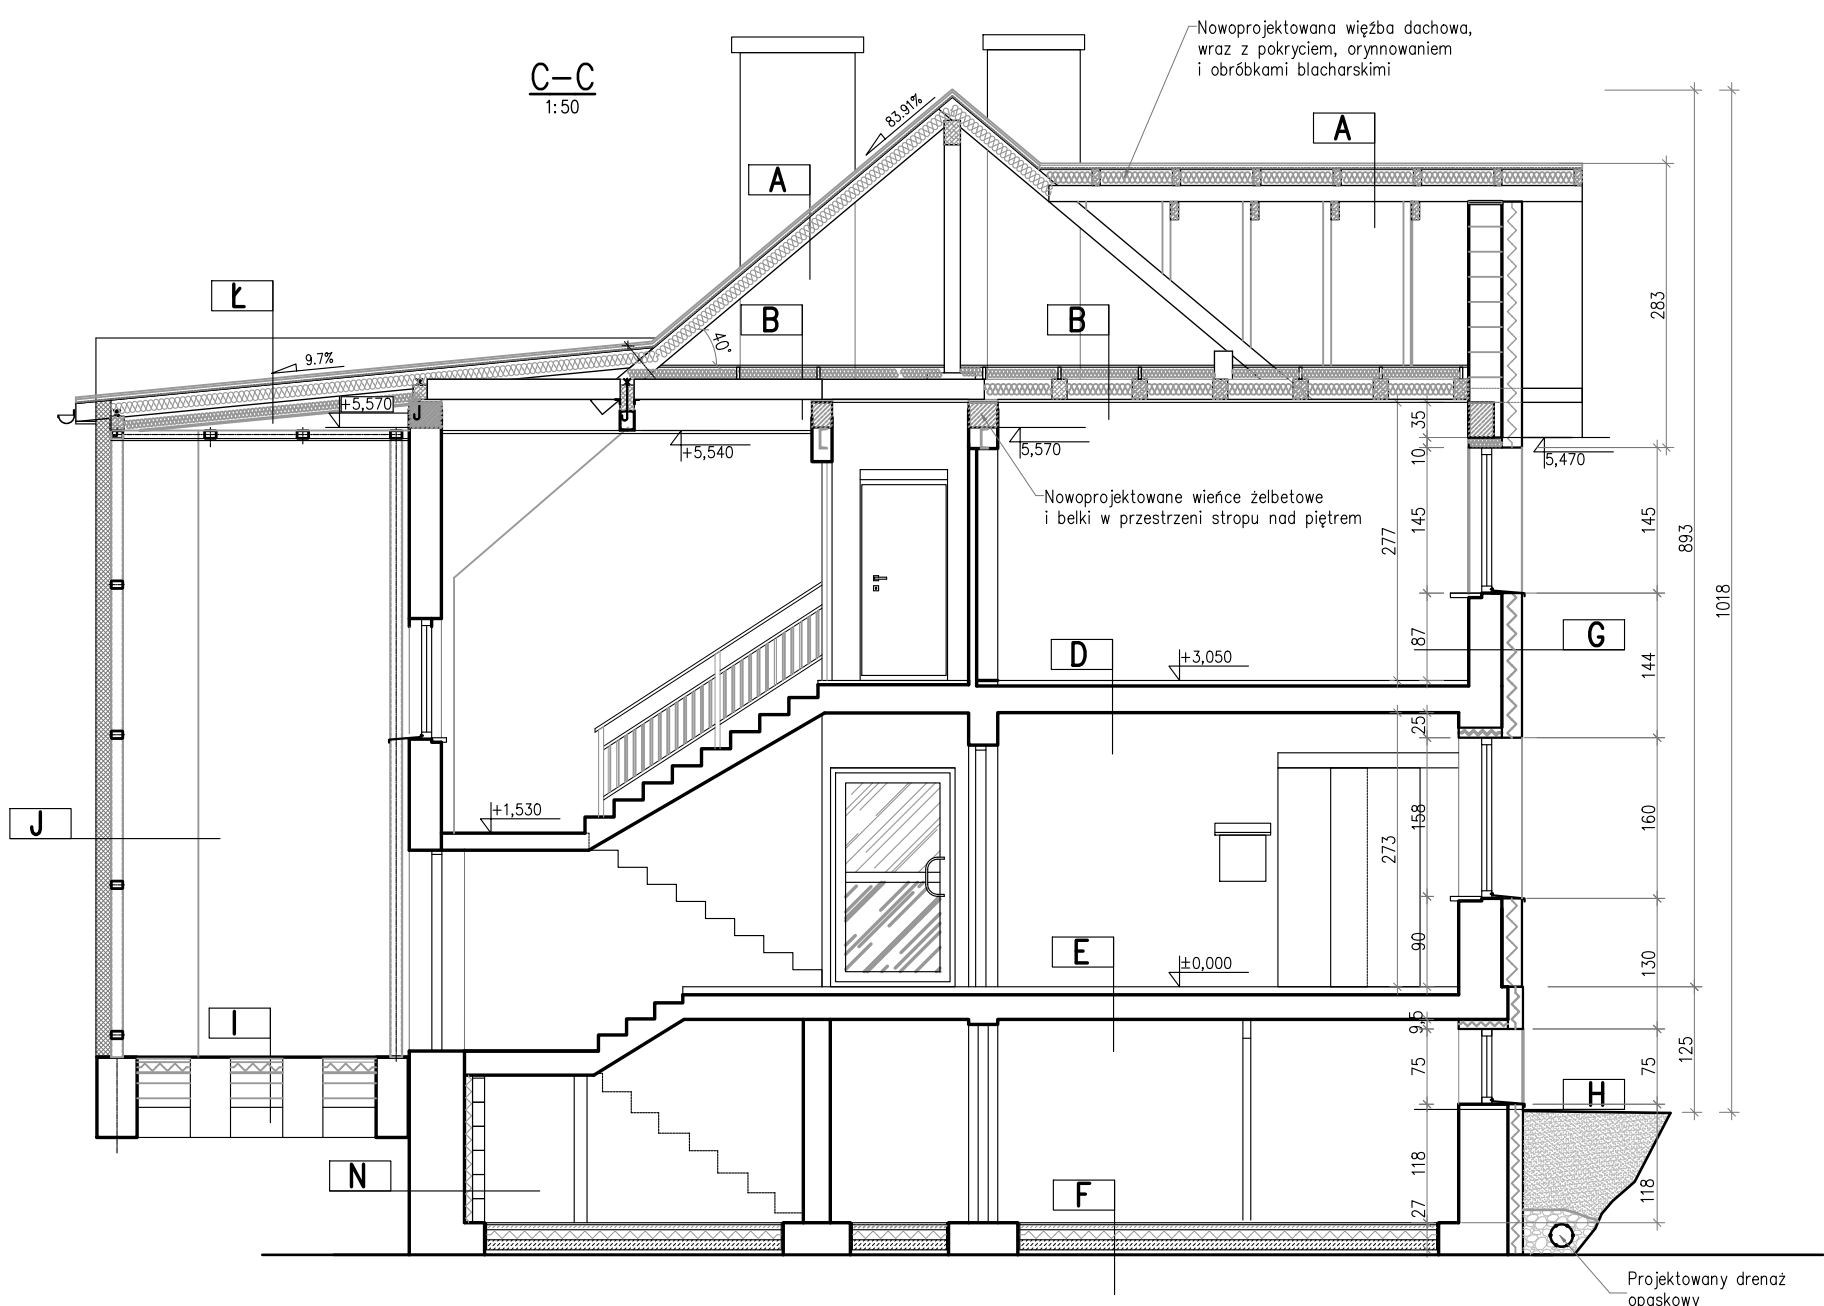 Nowoprojektowana więźba dachowa,
wraz z pokryciem, orynnowaniem
i obróbkami blacharskimi
C–C
1:50
83.91%
A
A
Ł
B
B
283
40°
9.7%
+5,570
J
J
35
+5,540
5,570
10
5,470
Nowoprojektowane wieńce żelbetowe
i belki w przestrzeni stropu nad piętrem
277
145
145
893
1018
87
G
D
+3,050
144
25
+1,530
J
158
160
273
E
90
±0,000
130
I
9,5
75
75
125
H
N
118
118
F
27
Projektowany drenaż
opaskowy